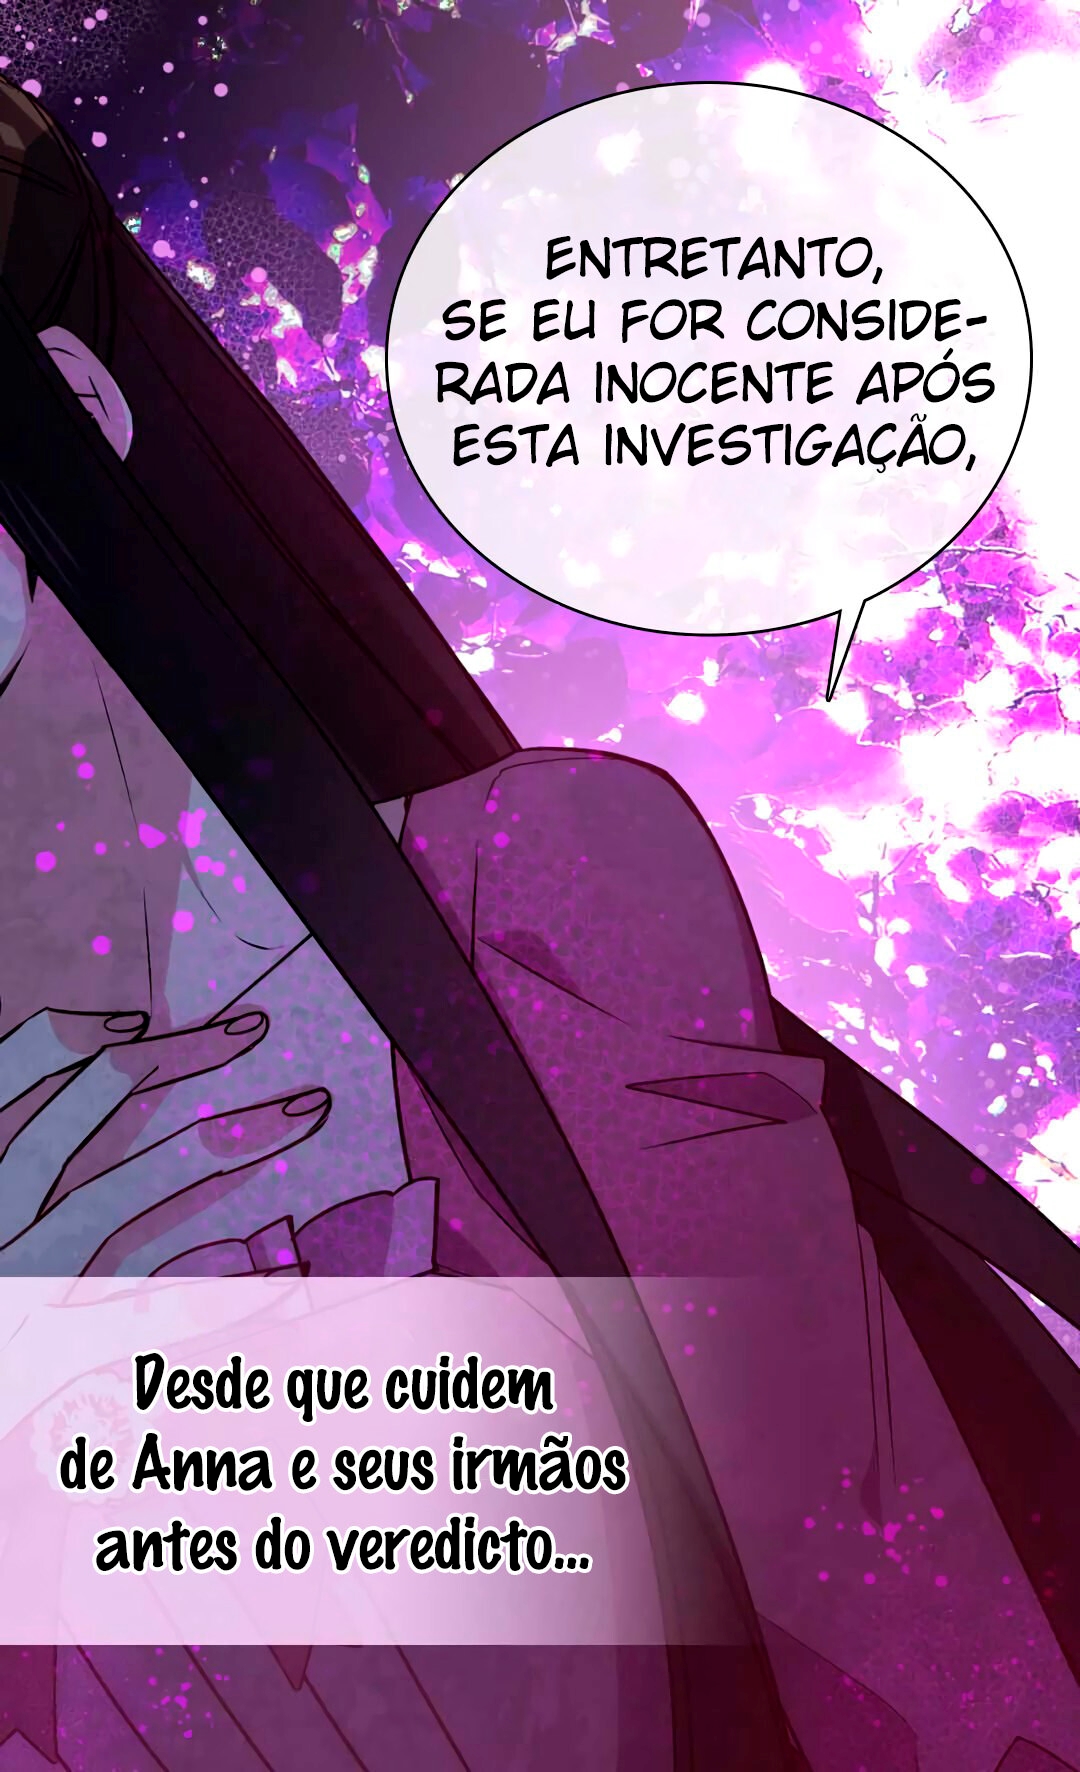 ENTRETANTO,
SE EU FOR CONSIDE-
RADA INOCENTE APÓS
ESTA INVESTIGAÇÃO,
Desde que cuidem
de Anna e seus irmãos
antes do veredicto...